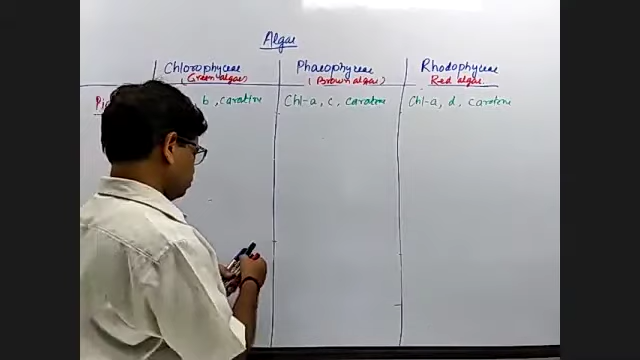 Algae
Chlorophyceae Phaeophyceae Rhodophyceae
(Green algae) (Brown algae) Red algae
b, carotene Chl-a, c, carotene Chl-a, d, carotene